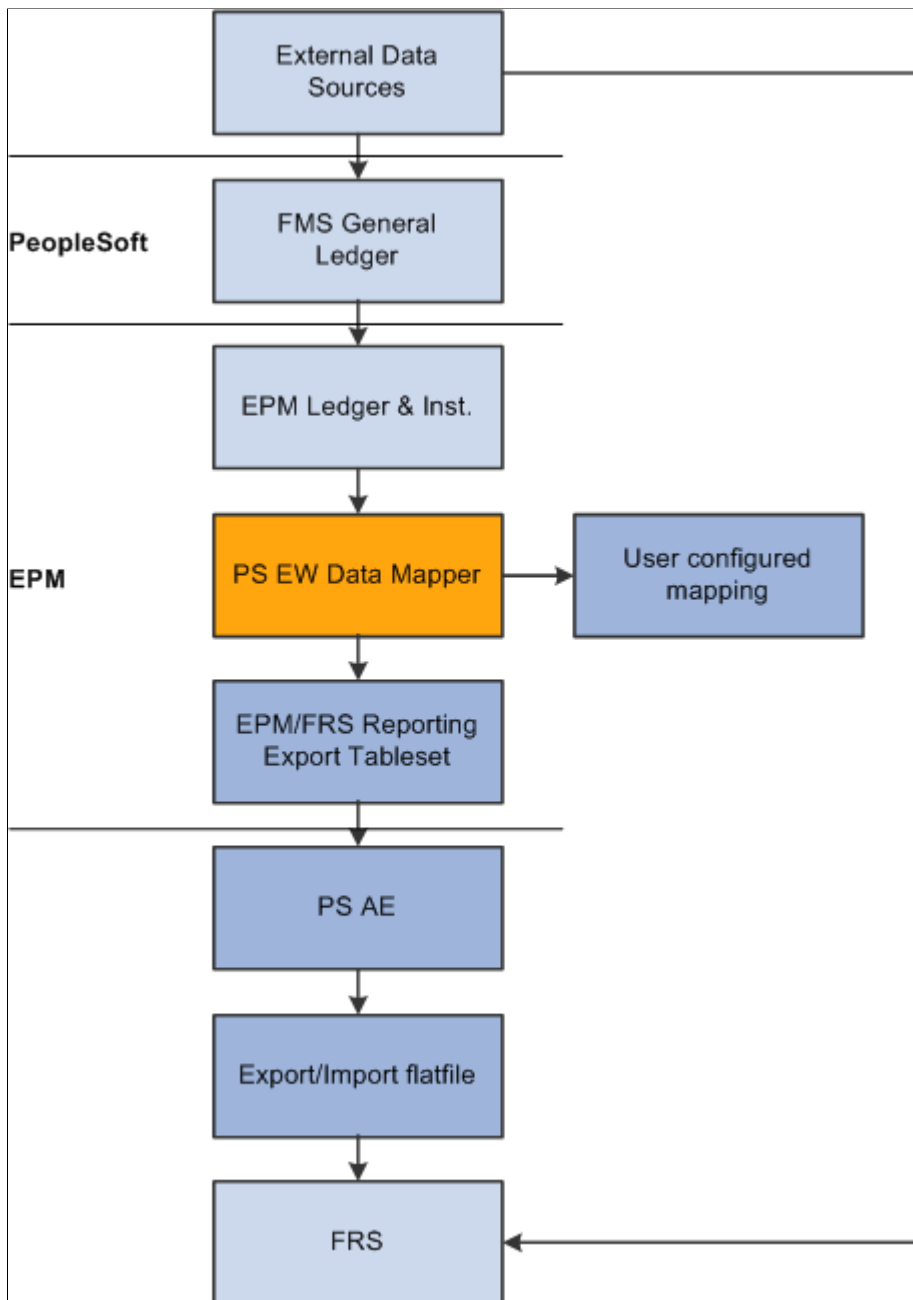 External Data
Sources
PeopleSoft
FMS General
Ledger
EPM Ledger & Inst.
EPM
PS EW Data Mapper
User configured
mapping
EPM/FRS Reporting
Export Tableset
PS AE
Export/Import flatfile
FRS